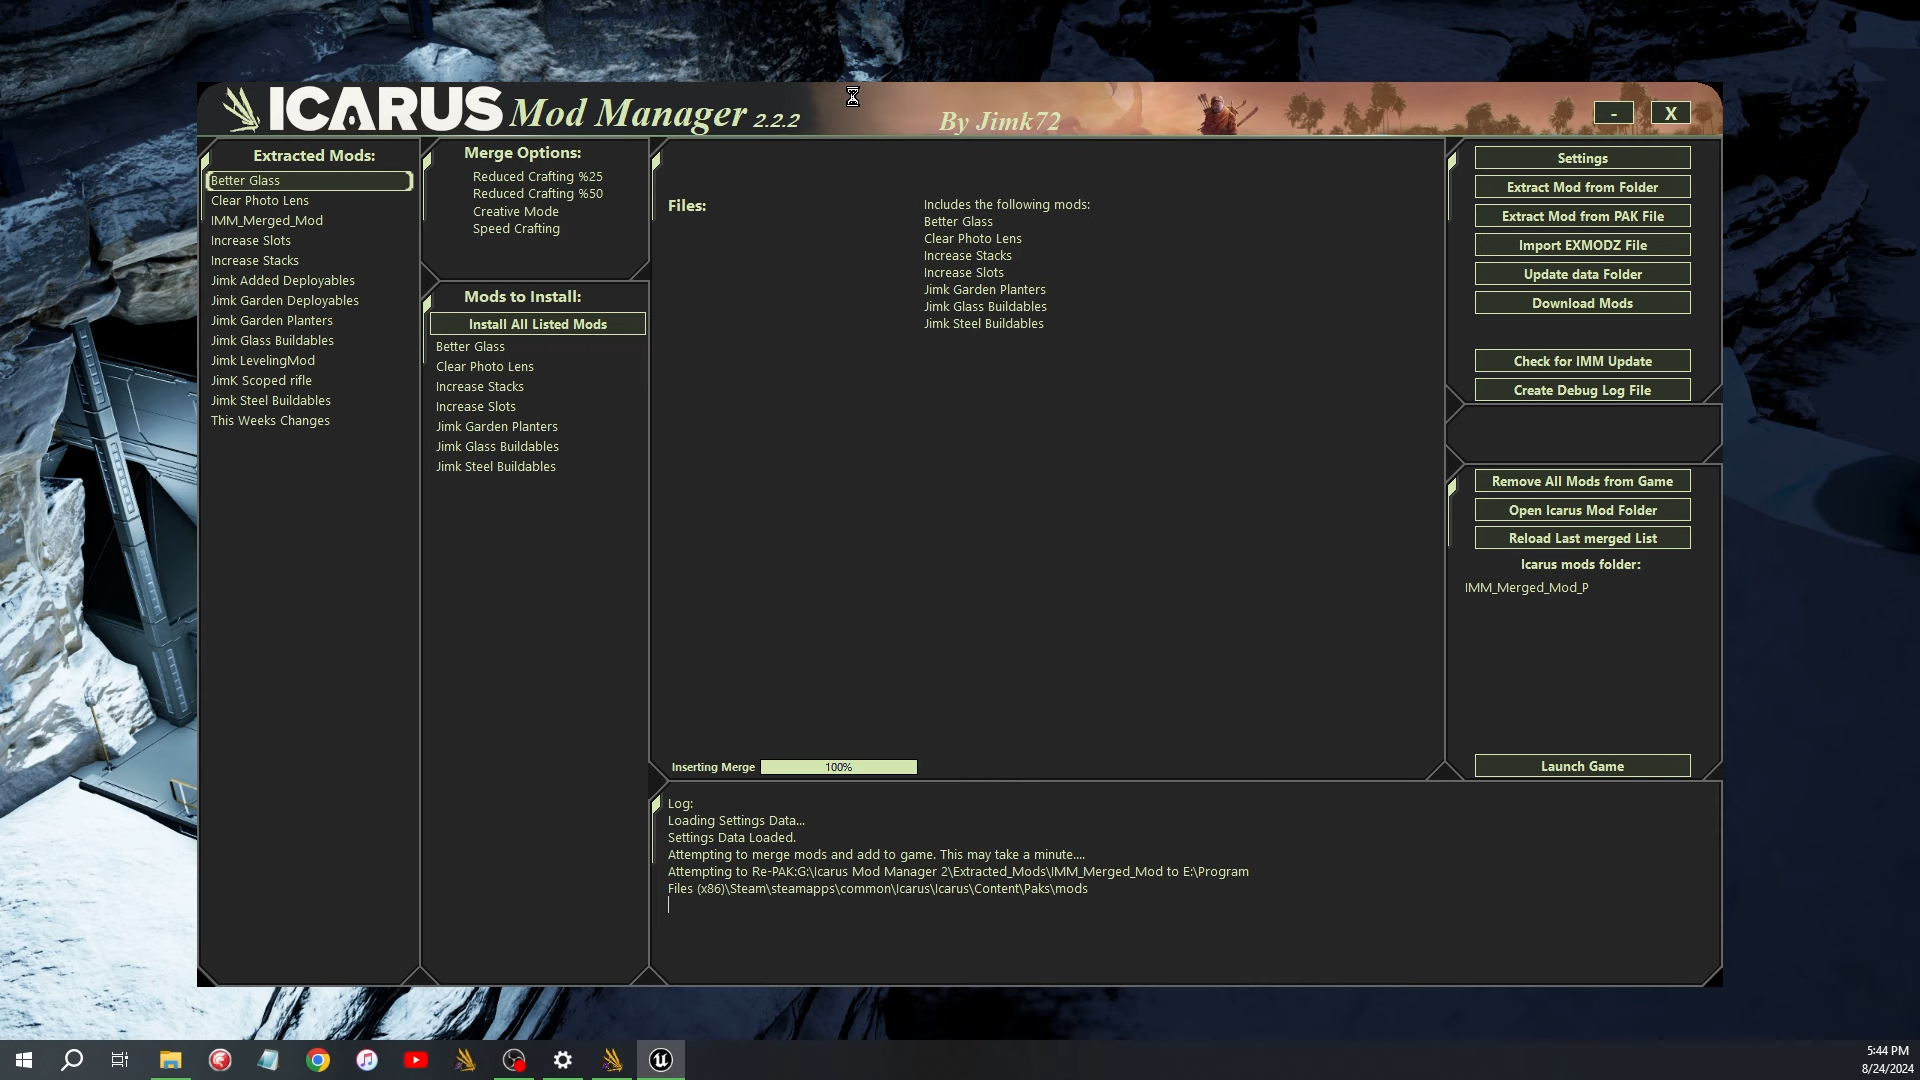 ICARUS Mod Manager 2.2.2
By Jimk72
-
X
Extracted Mods:
Better Glass
Clear Photo Lens
IMM_Merged_Mod
Increase Slots
Increase Stacks
Jimk Added Deployables
Jimk Garden Deployables
Jimk Garden Planters
Jimk Glass Buildables
Jimk LevelingMod
JimK Scoped rifle
Jimk Steel Buildables
This Weeks Changes
Merge Options:
Reduced Crafting %25
Reduced Crafting %50
Creative Mode
Speed Crafting
Mods to Install:
Install All Listed Mods
Better Glass
Clear Photo Lens
Increase Stacks
Increase Slots
Jimk Garden Planters
Jimk Glass Buildables
Jimk Steel Buildables
Files:
Includes the following mods:
Better Glass
Clear Photo Lens
Increase Stacks
Increase Slots
Jimk Garden Planters
Jimk Glass Buildables
Jimk Steel Buildables
Inserting Merge 100%
Log:
Loading Settings Data...
Settings Data Loaded.
Attempting to merge mods and add to game. This may take a minute....
Attempting to Re-PAK:G:\Icarus Mod Manager 2\Extracted_Mods\IMM_Merged_Mod to E:\Program
Files (x86)\Steam\steamapps\common\Icarus\Icarus\Content\Paks\mods
Settings
Extract Mod from Folder
Extract Mod from PAK File
Import EXMODZ File
Update data Folder
Download Mods
Check for IMM Update
Create Debug Log File
Remove All Mods from Game
Open Icarus Mod Folder
Reload Last merged List
Icarus mods folder:
IMM_Merged_Mod_P
Launch Game
5:44 PM
8/24/2024